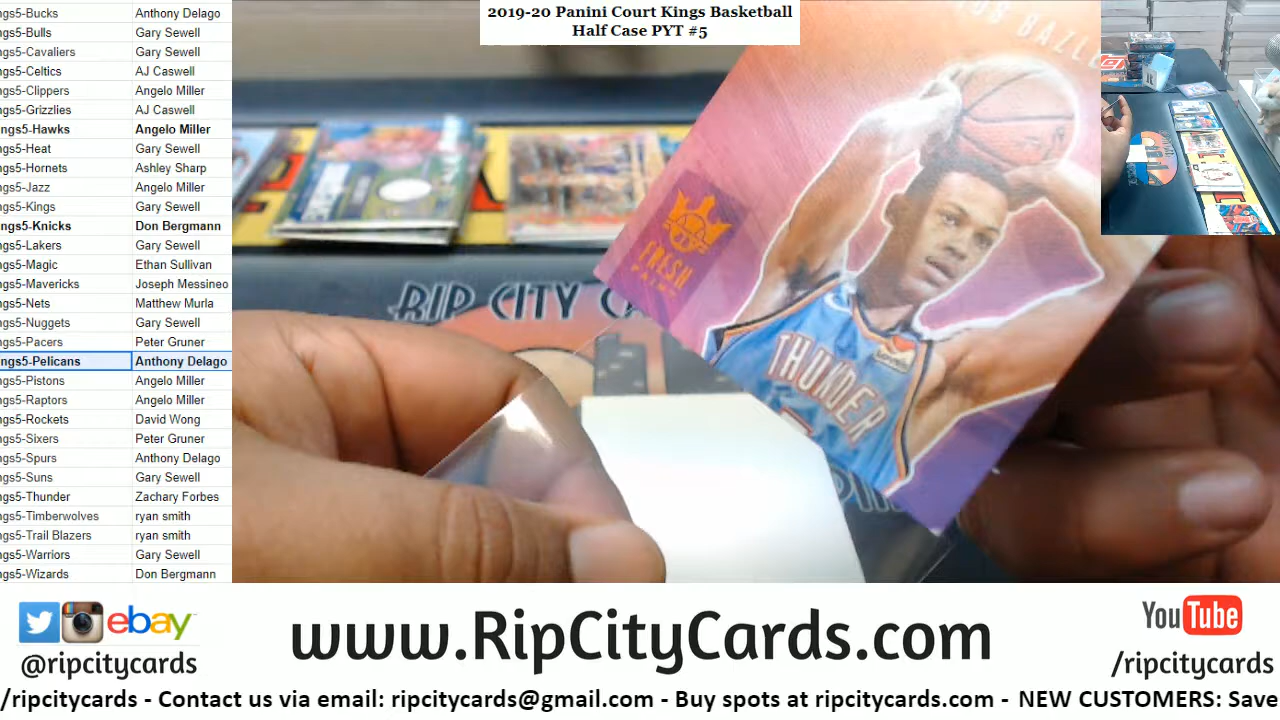 ngs5-Bucks Anthony Delago
ngs5-Bulls Gary Sewell
ngs5-Cavaliers Gary Sewell
ngs5-Celtics AJ Caswell
ngs5-Clippers Angelo Miller
ngs5-Grizzlies AJ Caswell
ngs5-Hawks Angelo Miller
ngs5-Heat Gary Sewell
ngs5-Hornets Ashley Sharp
ngs5-Jazz Angelo Miller
ngs5-Kings Gary Sewell
ngs5-Knicks Don Bergmann
ngs5-Lakers Gary Sewell
ngs5-Magic Ethan Sullivan
ngs5-Mavericks Joseph Messineo
ngs5-Nets Matthew Murla
ngs5-Nuggets Gary Sewell
ngs5-Pacers Peter Gruner
ngs5-Pelicans Anthony Delago
ngs5-Pistons Angelo Miller
ngs5-Raptors Angelo Miller
ngs5-Rockets David Wong
ngs5-Sixers Peter Gruner
ngs5-Spurs Anthony Delago
ngs5-Suns Gary Sewell
ngs5-Thunder Zachary Forbes
ngs5-Timberwolves ryan smith
ngs5-Trail Blazers ryan smith
ngs5-Warriors Gary Sewell
ngs5-Wizards Don Bergmann
2019-20 Panini Court Kings Basketball
Half Case PYT #5
FRESH
PAINT
THUNDER
RIP CITY
ebay
@ripcitycards
www.RipCityCards.com
YouTube
/ripcitycards
/ripcitycards - Contact us via email: ripcitycards@gmail.com - Buy spots at ripcitycards.com - NEW CUSTOMERS: Save